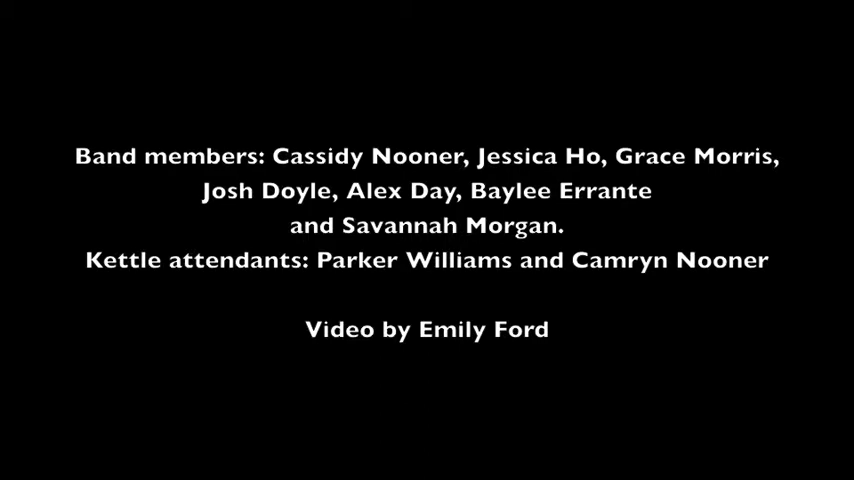 Band members: Cassidy Nooner, Jessica Ho, Grace Morris,
Josh Doyle, Alex Day, Baylee Errante
and Savannah Morgan.
Kettle attendants: Parker Williams and Camryn Nooner
Video by Emily Ford